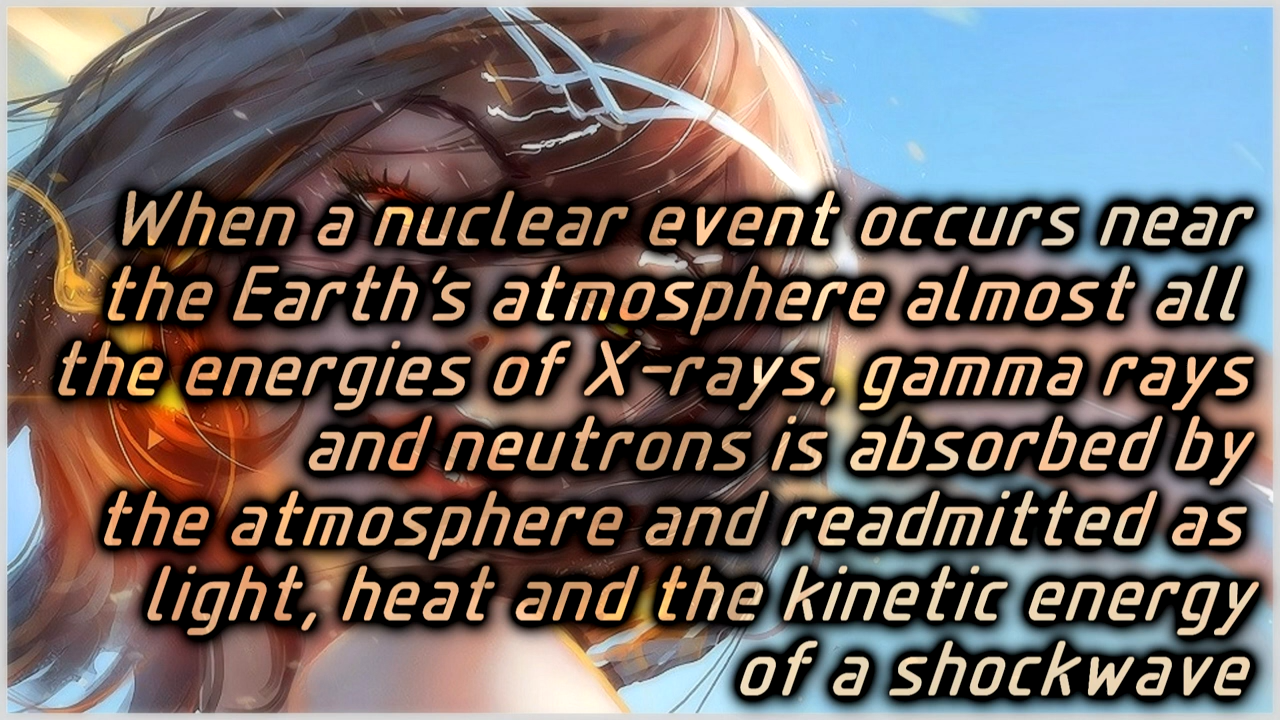 When a nuclear event occurs near
the Earth's atmosphere almost all
the energies of X-rays, gamma rays
and neutrons is absorbed by
the atmosphere and readmitted as
light, heat and the kinetic energy
of a shockwave